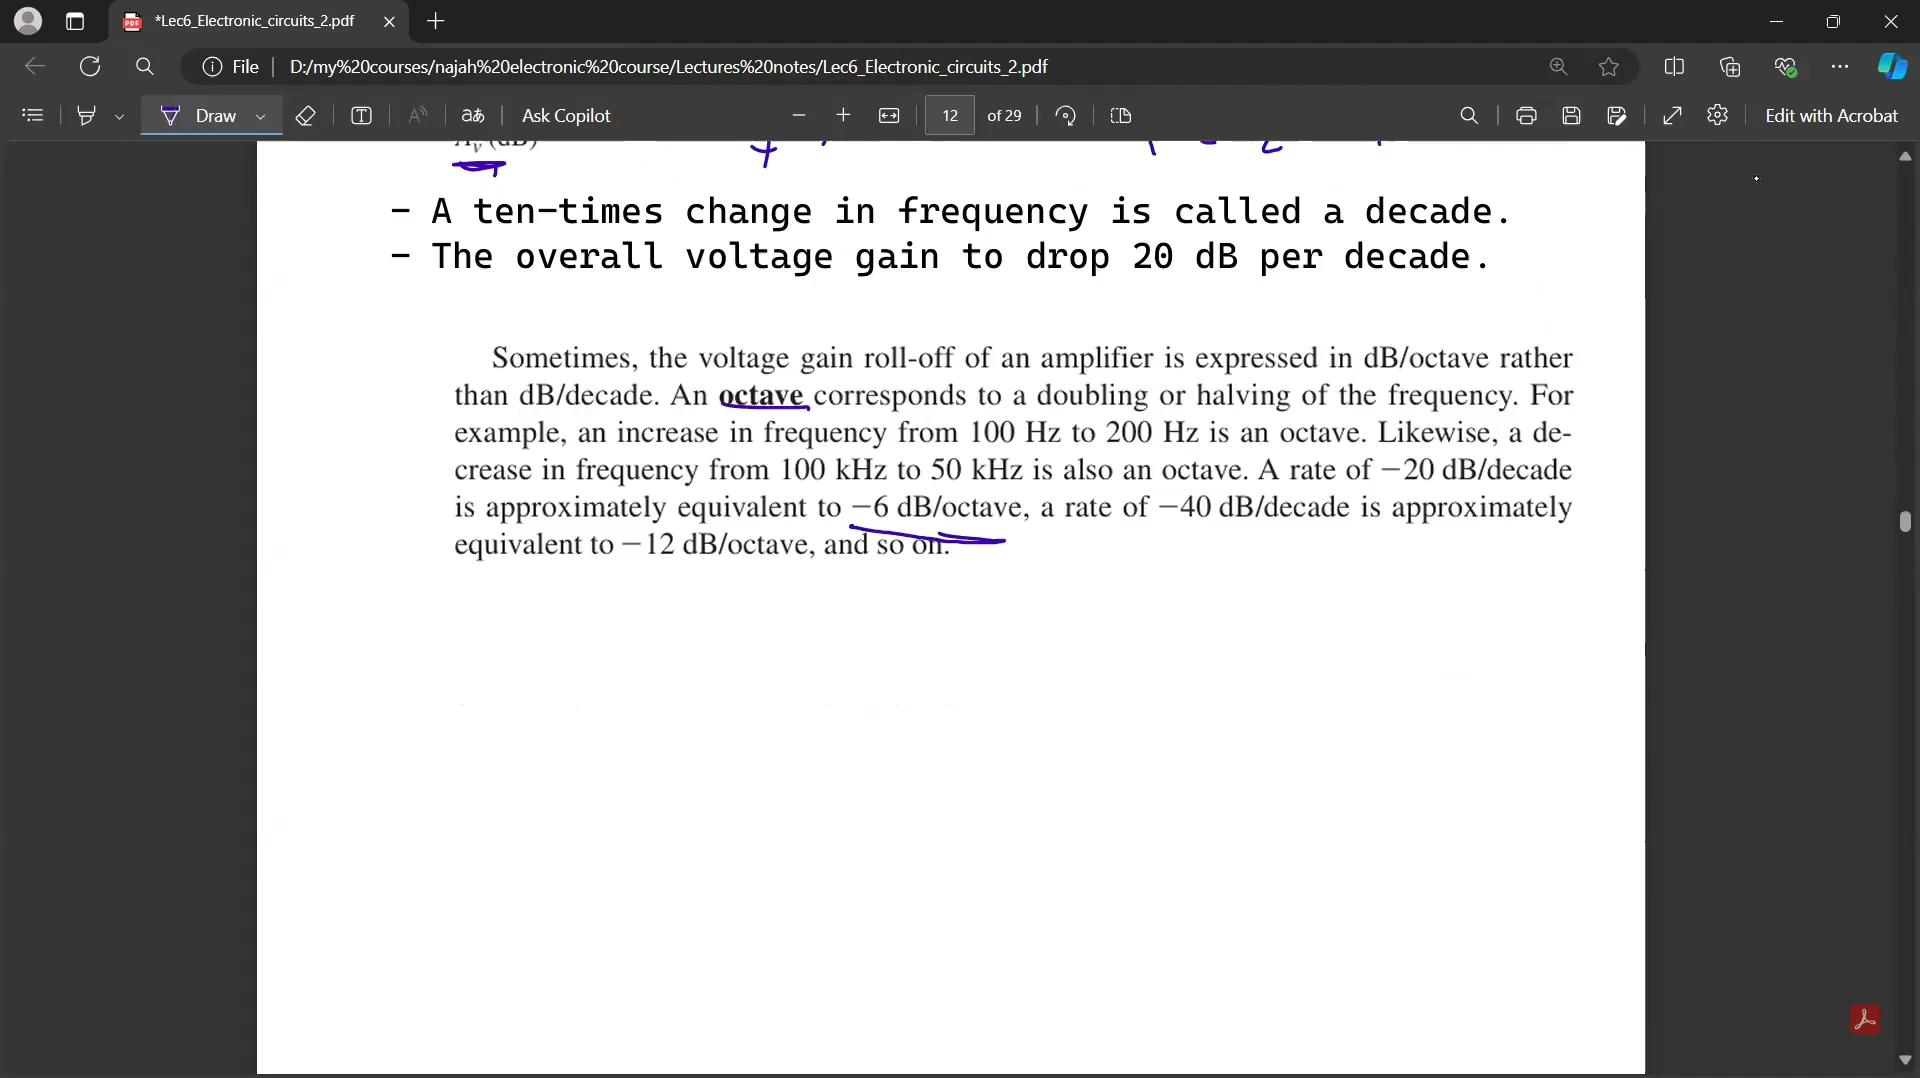 *Lec6_Electronic_circuits_2.pdf
File
D:/my%20courses/najah%20electronic%20course/Lectures%20notes/Lec6_Electronic_circuits_2.pdf
Draw
Ask Copilot
12 of 29
Edit with Acrobat
– A ten-times change in frequency is called a decade.
– The overall voltage gain to drop 20 dB per decade.
Sometimes, the voltage gain roll-off of an amplifier is expressed in dB/octave rather
than dB/decade. An octave corresponds to a doubling or halving of the frequency. For
example, an increase in frequency from 100 Hz to 200 Hz is an octave. Likewise, a de-
crease in frequency from 100 kHz to 50 kHz is also an octave. A rate of −20 dB/decade
is approximately equivalent to −6 dB/octave, a rate of −40 dB/decade is approximately
equivalent to −12 dB/octave, and so on.